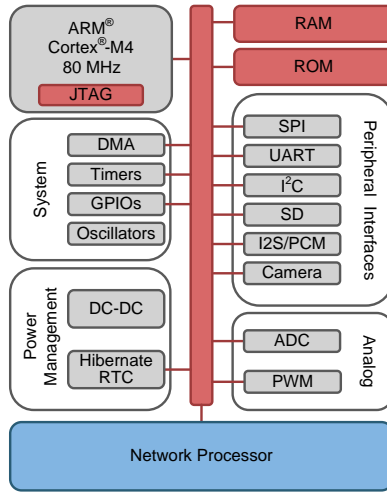 ARM®
Cortex®-M4
80 MHz
JTAG
RAM
ROM
System
DMA
Timers
GPIOs
Oscillators
Peripheral Interfaces
SPI
UART
I²C
SD
I2S/PCM
Camera
Power
Management
DC-DC
Hibernate
RTC
Analog
ADC
PWM
Network Processor